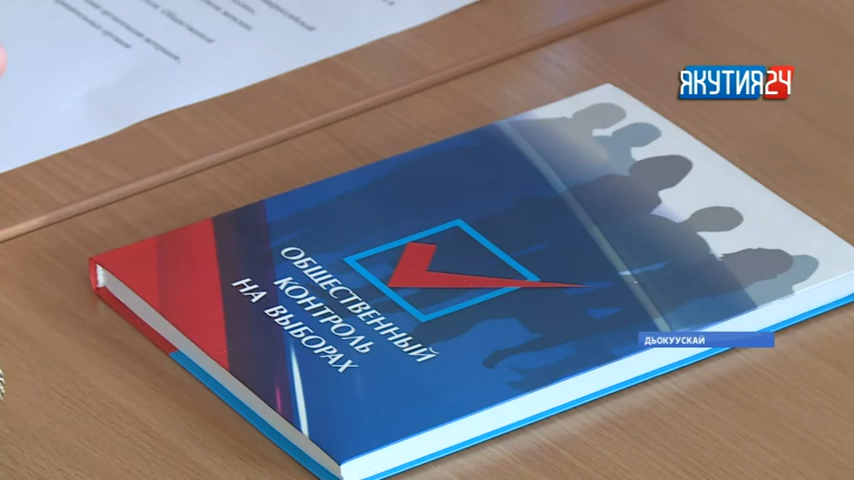 ЯКУТИЯ24
ОБЩЕСТВЕННЫЙ
КОНТРОЛЬ
НА ВЫБОРАХ
ДЬОКУУСКАЙ